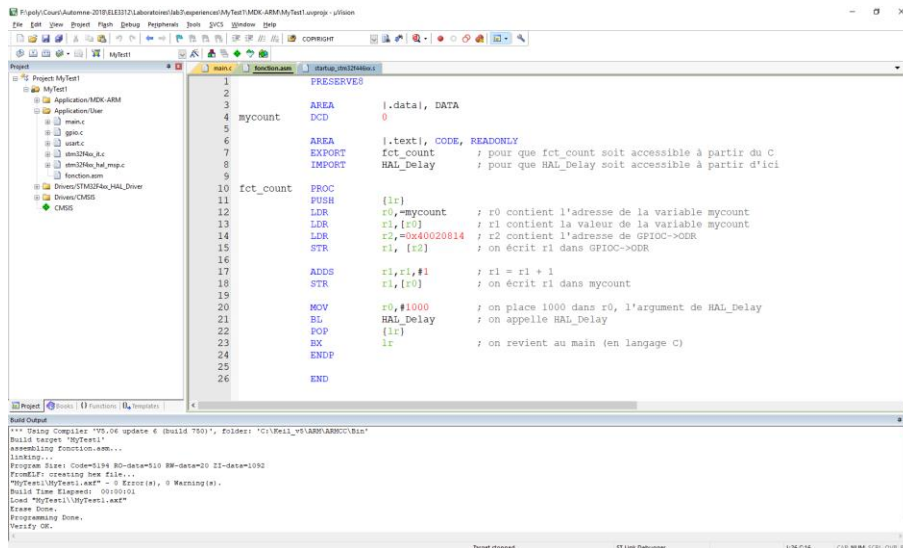 F:\poly\Cours\Automne-2018\ELE3312\Laboratoires\lab3\experiences\MyTest1\MDK-ARM\MyTest1.uvprojx - µVision
File Edit View Project Flash Debug Peripherals Tools SVCS Window Help
COPYRIGHT
MyTest1
Project
Project: MyTest1
MyTest1
Application/MDK-ARM
Application/User
main.c
gpio.c
usart.c
stm32f4xx_it.c
stm32f4xx_hal_msp.c
fonction.asm
Drivers/STM32F4xx_HAL_Driver
Drivers/CMSIS
CMSIS
Project Books Functions Templates
main.c fonction.asm startup_stm32f446xx.s
1 PRESERVE8
2
3 AREA |.data|, DATA
4 mycount DCD 0
5
6 AREA |.text|, CODE, READONLY
7 EXPORT fct_count ; pour que fct_count soit accessible à partir du C
8 IMPORT HAL_Delay ; pour que HAL_Delay soit accessible à partir d'ici
9
10 fct_count PROC
11 PUSH {lr}
12 LDR r0,=mycount ; r0 contient l'adresse de la variable mycount
13 LDR r1,[r0] ; r1 contient la valeur de la variable mycount
14 LDR r2,=0x40020814 ; r2 contient l'adresse de GPIOC->ODR
15 STR r1, [r2] ; on écrit r1 dans GPIOC->ODR
16
17 ADDS r1,r1,#1 ; r1 = r1 + 1
18 STR r1,[r0] ; on écrit r1 dans mycount
19
20 MOV r0,#1000 ; on place 1000 dans r0, l'argument de HAL_Delay
21 BL HAL_Delay ; on appelle HAL_Delay
22 POP {lr}
23 BX lr ; on revient au main (en langage C)
24 ENDP
25
26 END
Build Output
*** Using Compiler 'V5.06 update 6 (build 750)', folder: 'C:\Keil_v5\ARM\ARMCC\Bin'
Build target 'MyTest1'
assembling fonction.asm...
linking...
Program Size: Code=5194 RO-data=510 RW-data=20 ZI-data=1092
FromELF: creating hex file...
"MyTest1\MyTest1.axf" - 0 Error(s), 0 Warning(s).
Build Time Elapsed: 00:00:01
Load "MyTest1\\MyTest1.axf"
Erase Done.
Programming Done.
Verify OK.
Target stopped ST-Link Debugger L:26 C:16 CAP NUM SCRL OVR